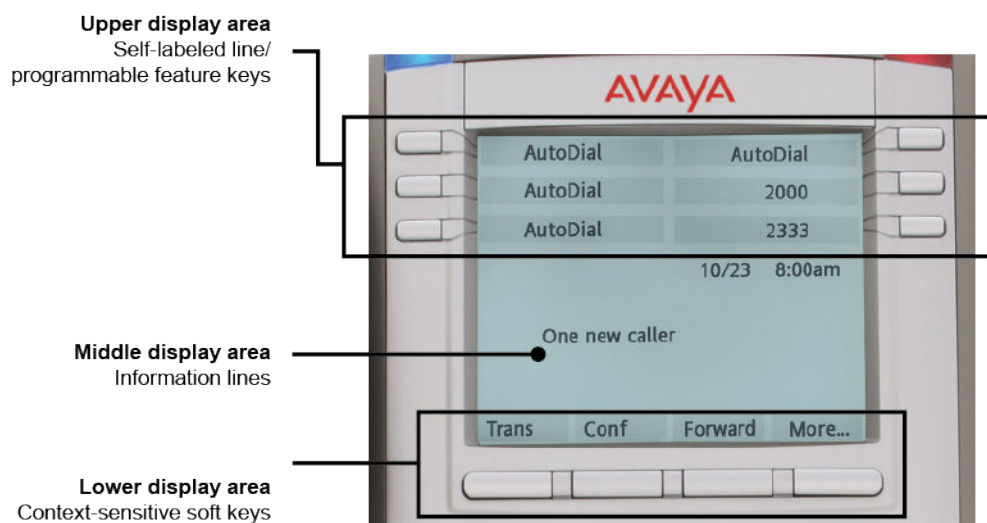 Upper display area
Self-labeled line/
programmable feature keys
AVAYA
AutoDial AutoDial
AutoDial 2000
AutoDial 2333
10/23 8:00am
One new caller
Middle display area
Information lines
Trans Conf Forward More...
Lower display area
Context-sensitive soft keys